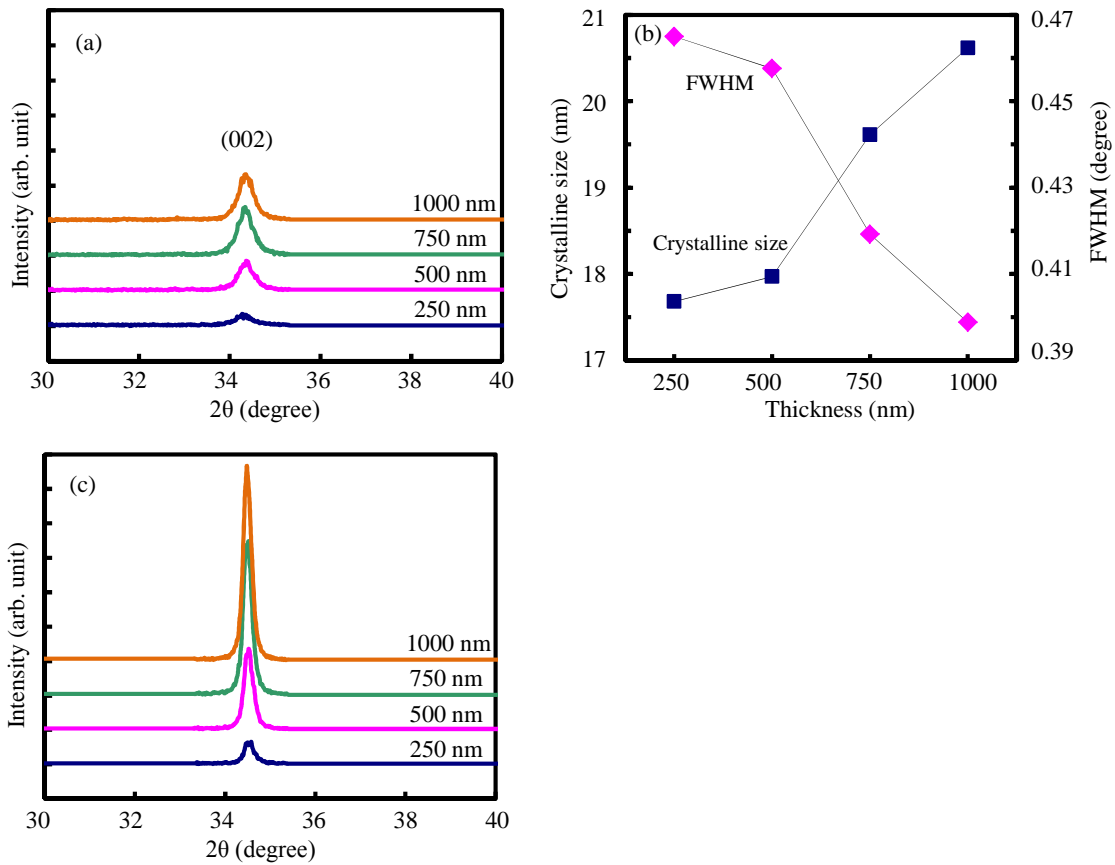 (a)
(002)
1000 nm
750 nm
500 nm
250 nm
Intensity (arb. unit)
30 32 34 36 38 40
2θ (degree)
(b)
21
20
19
18
17
Crystalline size (nm)
FWHM
Crystalline size
0.47
0.45
0.43
0.41
0.39
FWHM (degree)
250 500 750 1000
Thickness (nm)
(c)
1000 nm
750 nm
500 nm
250 nm
Intensity (arb. unit)
30 32 34 36 38 40
2θ (degree)